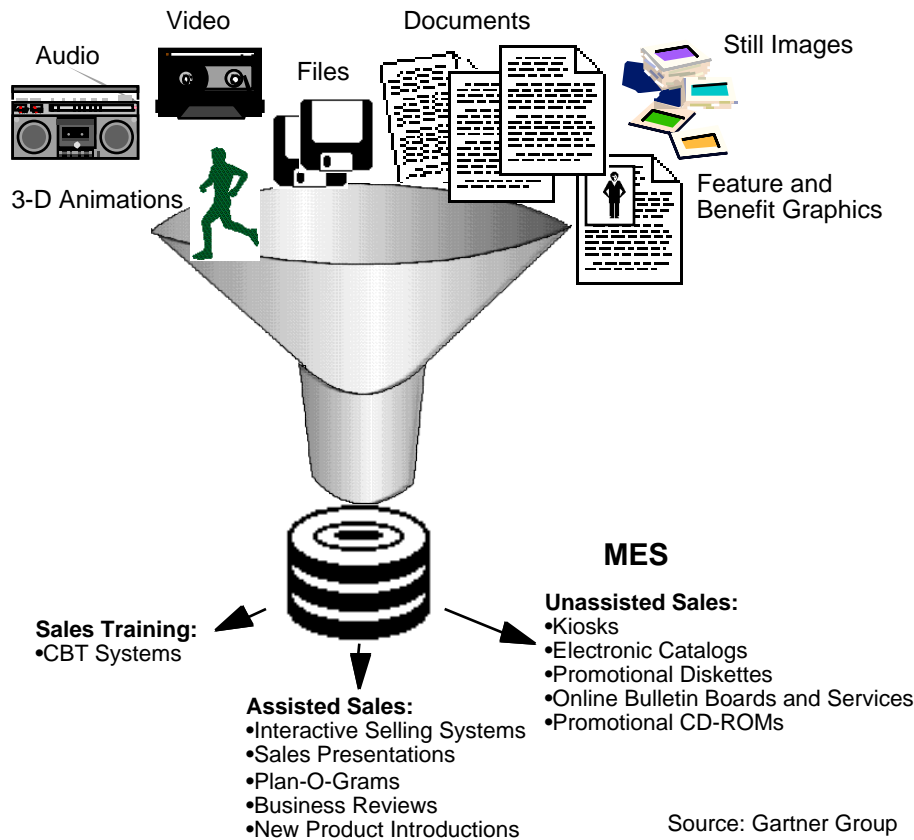 Video
Documents
Audio
Still Images
Files
3-D Animations
Feature and
Benefit Graphics
MES
Sales Training:
•CBT Systems
Assisted Sales:
•Interactive Selling Systems
•Sales Presentations
•Plan-O-Grams
•Business Reviews
•New Product Introductions
Unassisted Sales:
•Kiosks
•Electronic Catalogs
•Promotional Diskettes
•Online Bulletin Boards and Services
•Promotional CD-ROMs
Source: Gartner Group